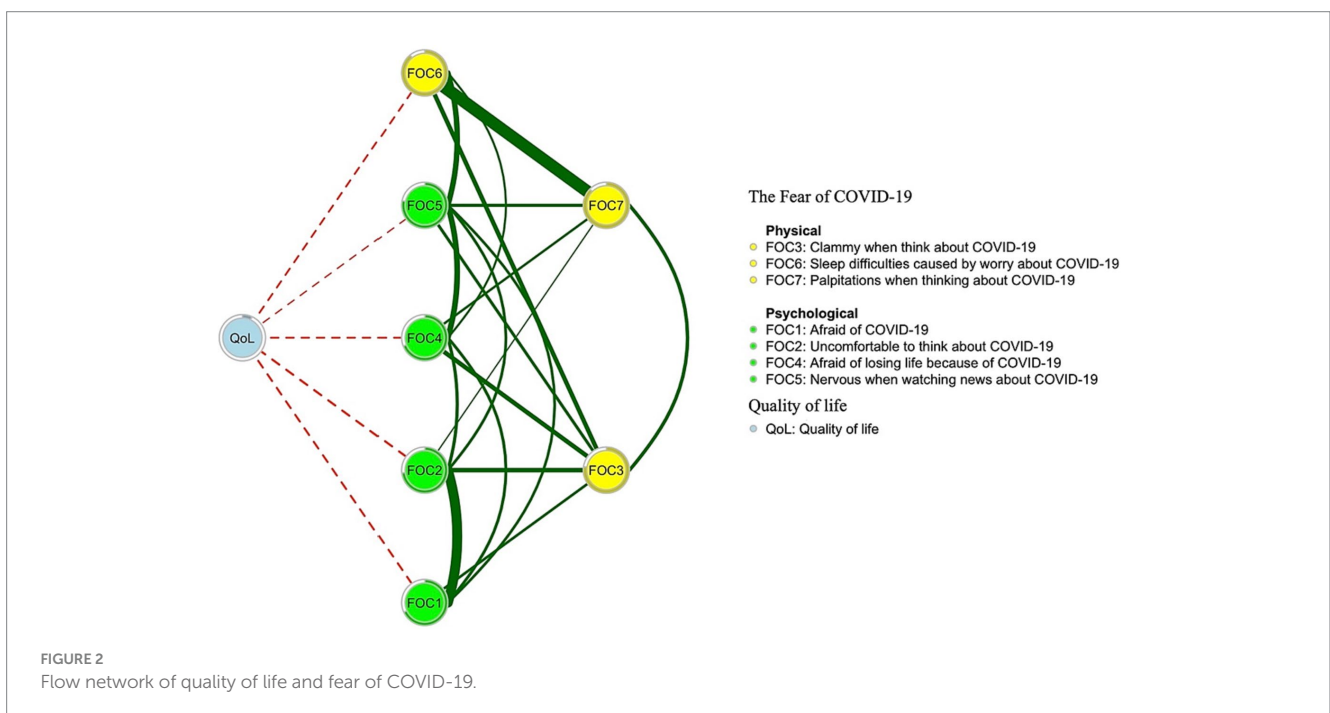 FOC6
FOC5
FOC7
QoL
FOC4
FOC2
FOC3
FOC1
The Fear of COVID-19
Physical
FOC3: Clammy when think about COVID-19
FOC6: Sleep difficulties caused by worry about COVID-19
FOC7: Palpitations when thinking about COVID-19
Psychological
FOC1: Afraid of COVID-19
FOC2: Uncomfortable to think about COVID-19
FOC4: Afraid of losing life because of COVID-19
FOC5: Nervous when watching news about COVID-19
Quality of life
QoL: Quality of life
FIGURE 2
Flow network of quality of life and fear of COVID-19.